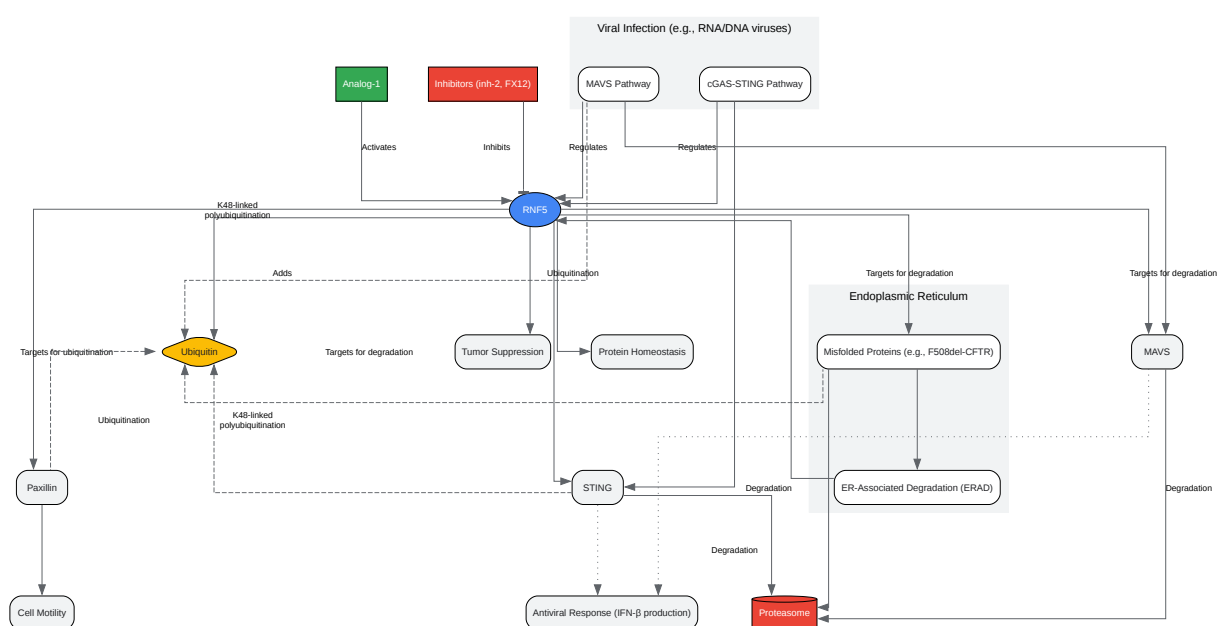 Viral Infection (e.g., RNA/DNA viruses)
Analog-1
Inhibitors (inh-2, FX12)
MAVS Pathway
cGAS-STING Pathway
Activates
Inhibits
Regulates
Regulates
K48-linked
polyubiquitination
RNF5
Adds
Ubiquitination
Targets for degradation
Targets for degradation
Endoplasmic Reticulum
Targets for ubiquitination
Ubiquitin
Targets for degradation
Tumor Suppression
Protein Homeostasis
Misfolded Proteins (e.g., F508del-CFTR)
MAVS
Ubiquitination
K48-linked
polyubiquitination
Paxillin
STING
Degradation
ER-Associated Degradation (ERAD)
Degradation
Degradation
Cell Motility
Antiviral Response (IFN-β production)
Proteasome